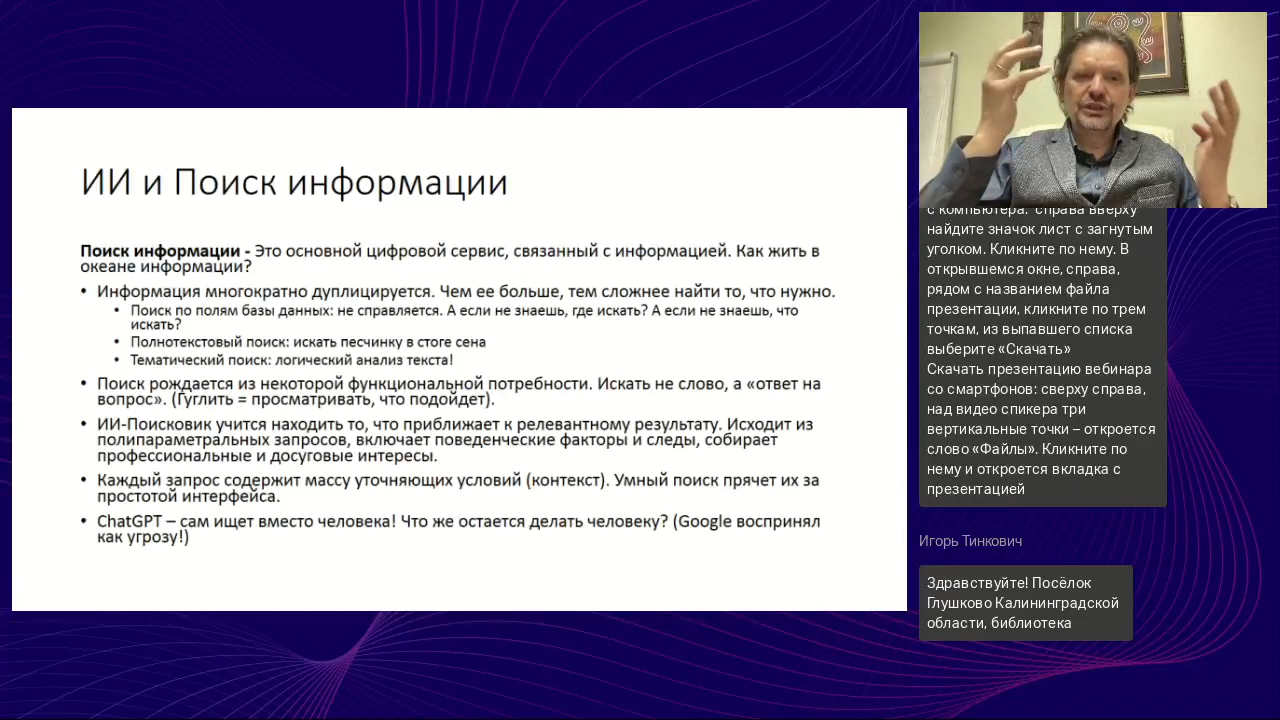 ИИ и Поиск информации
Поиск информации - Это основной цифровой сервис, связанный с информацией. Как жить в
океане информации?
• Информация многократно дуплицируется. Чем ее больше, тем сложнее найти то, что нужно.
• Поиск по полям базы данных: не справляется. А если не знаешь, где искать? А если не знаешь, что
искать?
• Полнотекстовый поиск: искать песчинку в стоге сена
• Тематический поиск: логический анализ текста!
• Поиск рождается из некоторой функциональной потребности. Искать не слово, а «ответ на
вопрос». (Гуглить = просматривать, что подойдет).
• ИИ-Поисковик учится находить то, что приближает к релевантному результату. Исходит из
полипараметральных запросов, включает поведенческие факторы и следы, собирает
профессиональные и досуговые интересы.
• Каждый запрос содержит массу уточняющих условий (контекст). Умный поиск прячет их за
простотой интерфейса.
• ChatGPT – сам ищет вместо человека! Что же остается делать человеку? (Google воспринял
как угрозу!)
с компьютера: справа вверху
найдите значок лист с загнутым
уголком. Кликните по нему. В
открывшемся окне, справа,
рядом с названием файла
презентации, кликните по трем
точкам, из выпавшего списка
выберите «Скачать»
Скачать презентацию вебинара
со смартфонов: сверху справа,
над видео спикера три
вертикальные точки – откроется
слово «Файлы». Кликните по
нему и откроется вкладка с
презентацией
Игорь Тинкович
Здравствуйте! Посёлок
Глушково Калининградской
области, библиотека